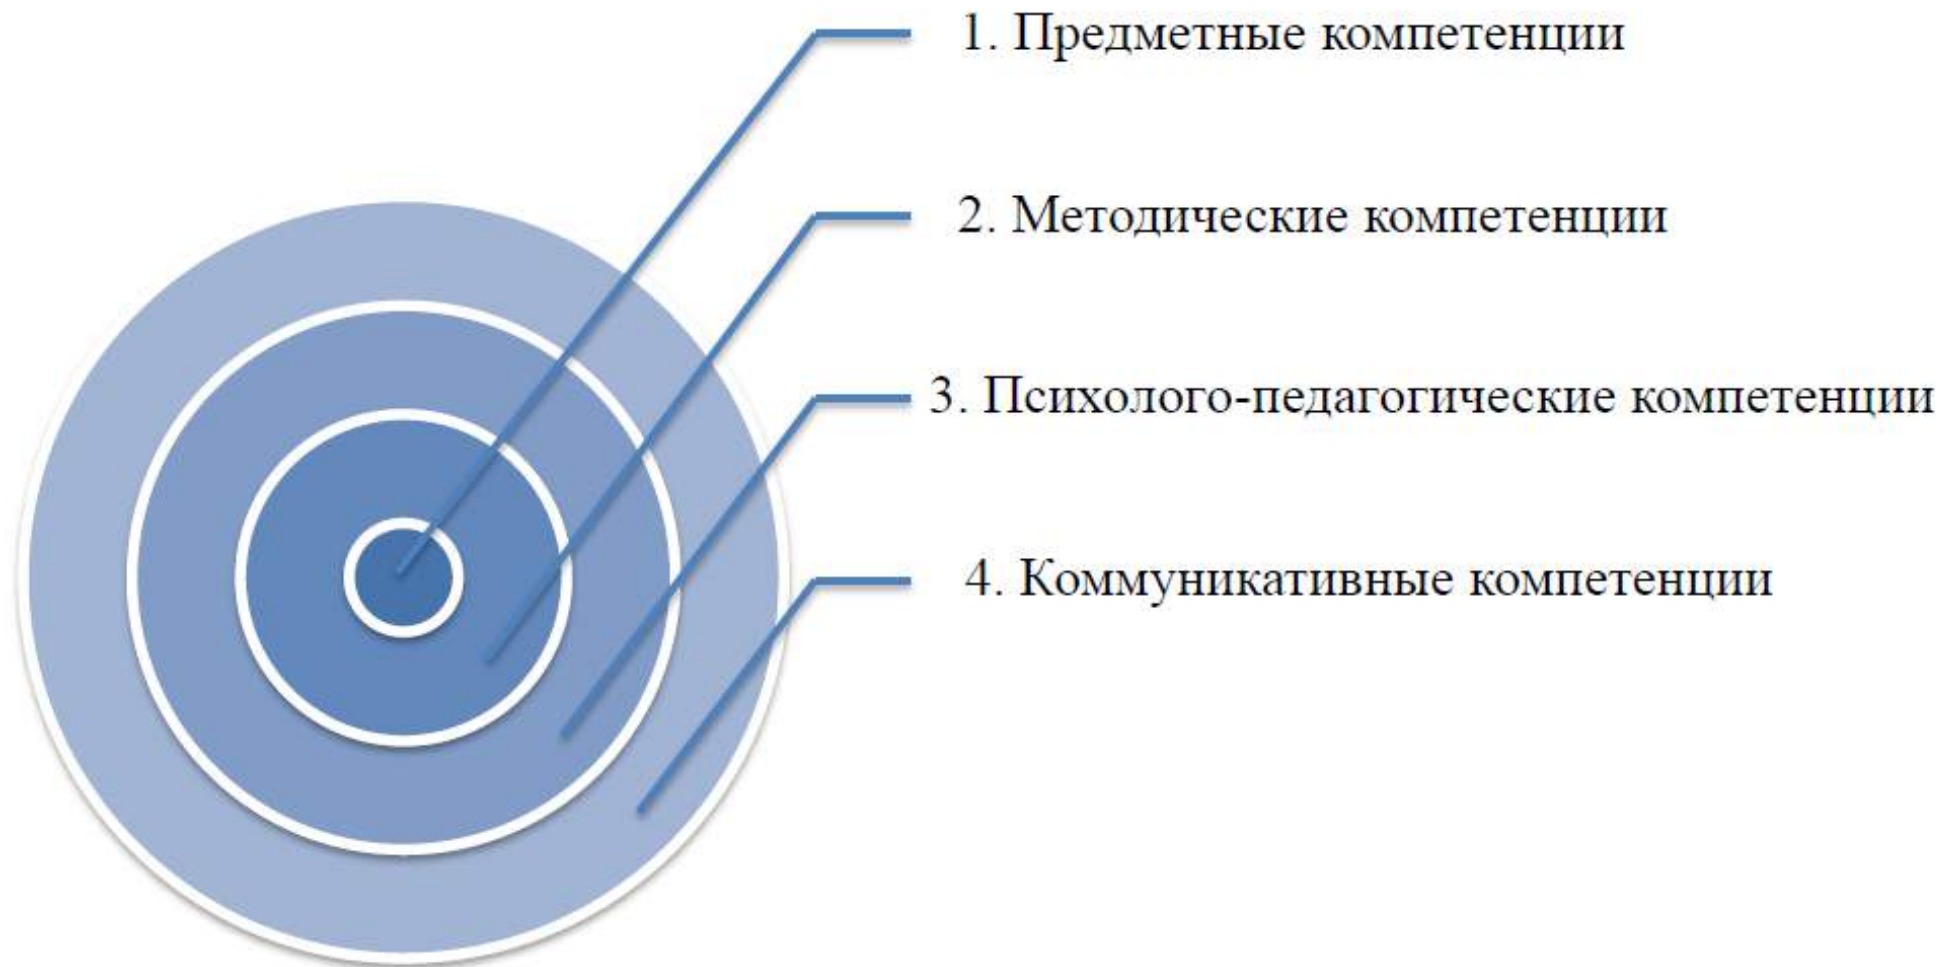 1. Предметные компетенции
2. Методические компетенции
3. Психолого-педагогические компетенции
4. Коммуникативные компетенции